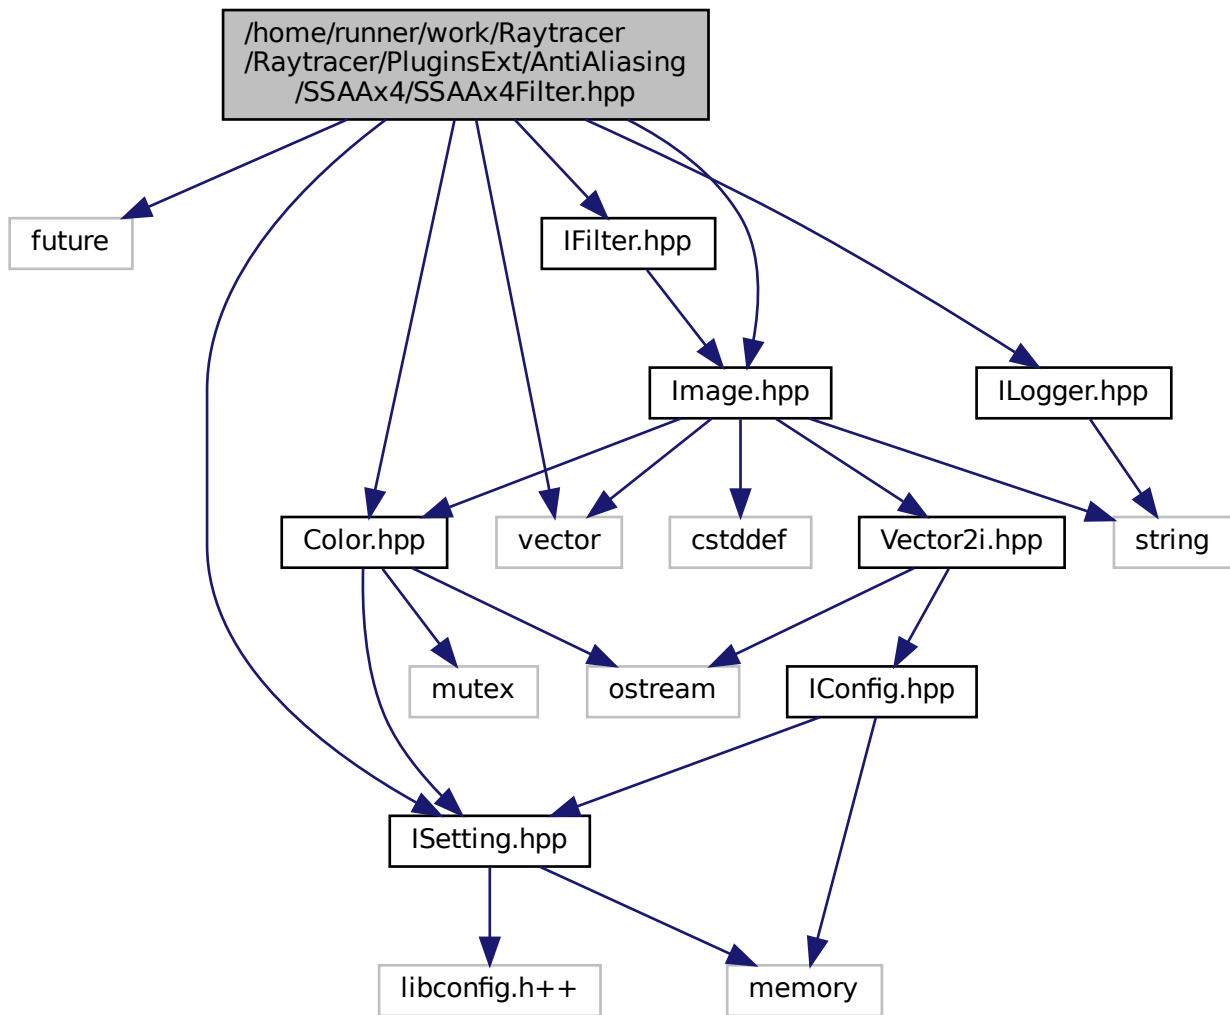 /home/runner/work/Raytracer
/Raytracer/PluginsExt/AntiAliasing
/SSAAx4/SSAAx4Filter.hpp
future
IFilter.hpp
Image.hpp
ILogger.hpp
Color.hpp
vector
cstddef
Vector2i.hpp
string
mutex
ostream
IConfig.hpp
ISetting.hpp
libconfig.h++
memory